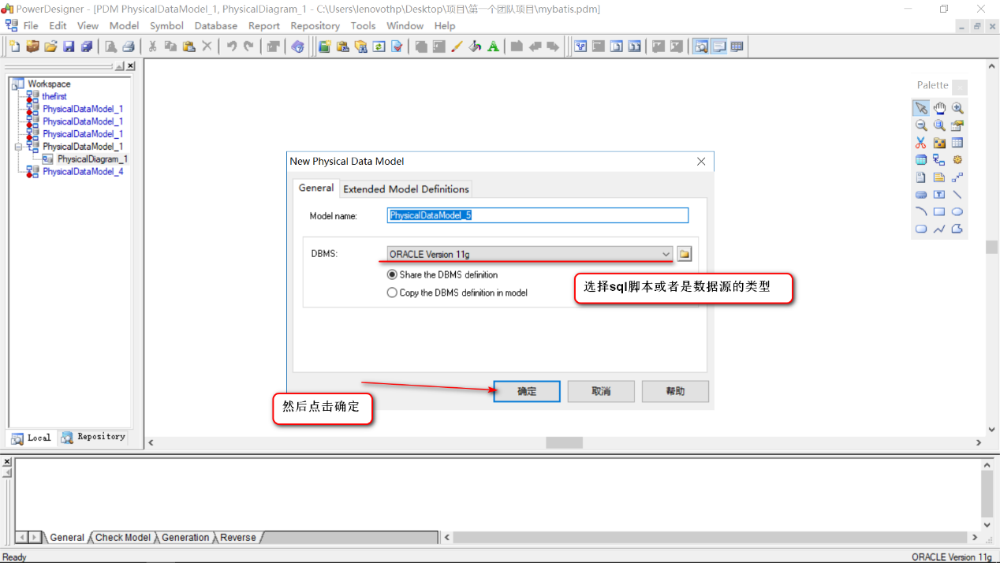 PowerDesigner - [PDM PhysicalDataModel_1, PhysicalDiagram_1 - C:\Users\lenovothp\Desktop\项目\第一个团队项目\mybatis.pdm]
File Edit View Model Symbol Database Report Repository Tools Window Help
Workspace
thefirst
PhysicalDataModel_1
PhysicalDataModel_1
PhysicalDataModel_1
PhysicalDataModel_1
PhysicalDiagram_1
PhysicalDataModel_4
Local Repository
Palette
New Physical Data Model
General Extended Model Definitions
Model name: PhysicalDataModel_5
DBMS: ORACLE Version 11g
Share the DBMS definition
Copy the DBMS definition in model
选择sql脚本或者是数据源的类型
确定 取消 帮助
然后点击确定
General Check Model Generation Reverse
Ready ORACLE Version 11g